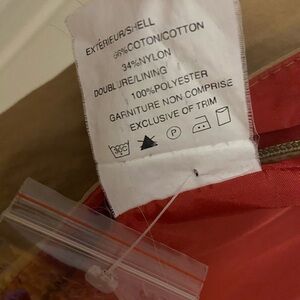 EXTÉRIEUR/SHELL
66%COTON/COTTON
34%NYLON
DOUBLURE/LINING
100%POLYESTER
GARNITURE NON COMPRISE
EXCLUSIVE OF TRIM